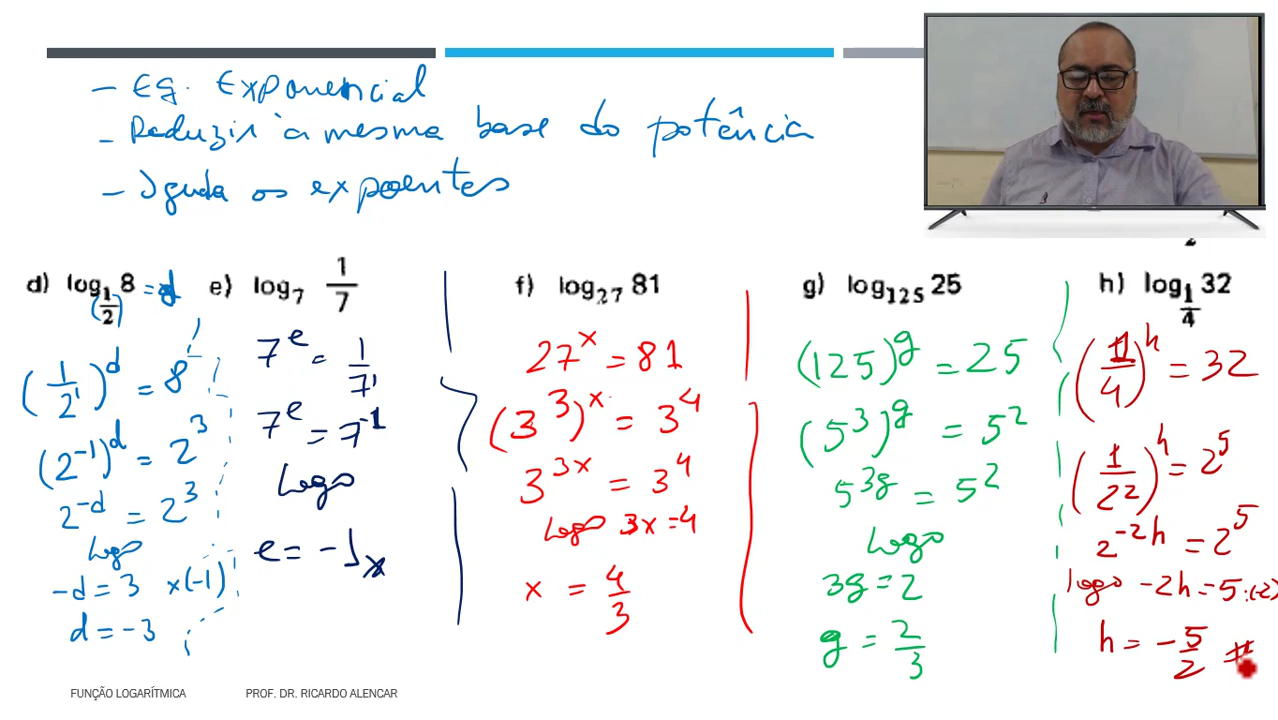 - Eq. Exponencial
- Reduzir à mesma base do potência
- Iguala os expoentes
d) log_{1/2} 8 = d
(1/2¹)^d = 8
(2^-1)^d = 2^3
2^-d = 2^3
Logo
-d = 3 x(-1)
d = -3
e) log_7 1/7
7^e = 1/7¹
7^e = 7^-1
Logo
e = -1
f) log_27 81
27^x = 81
(3^3)^x = 3^4
3^3x = 3^4
Logo 3x = 4
x = 4/3
g) log_125 25
(125)^g = 25
(5^3)^g = 5^2
5^3g = 5^2
Logo
3g = 2
g = 2/3
h) log_{1/4} 32
(1/4)^h = 32
(1/2^2)^h = 2^5
2^-2h = 2^5
logo -2h = 5 :(-2)
h = -5/2 #
FUNÇÃO LOGARÍTMICA PROF. DR. RICARDO ALENCAR